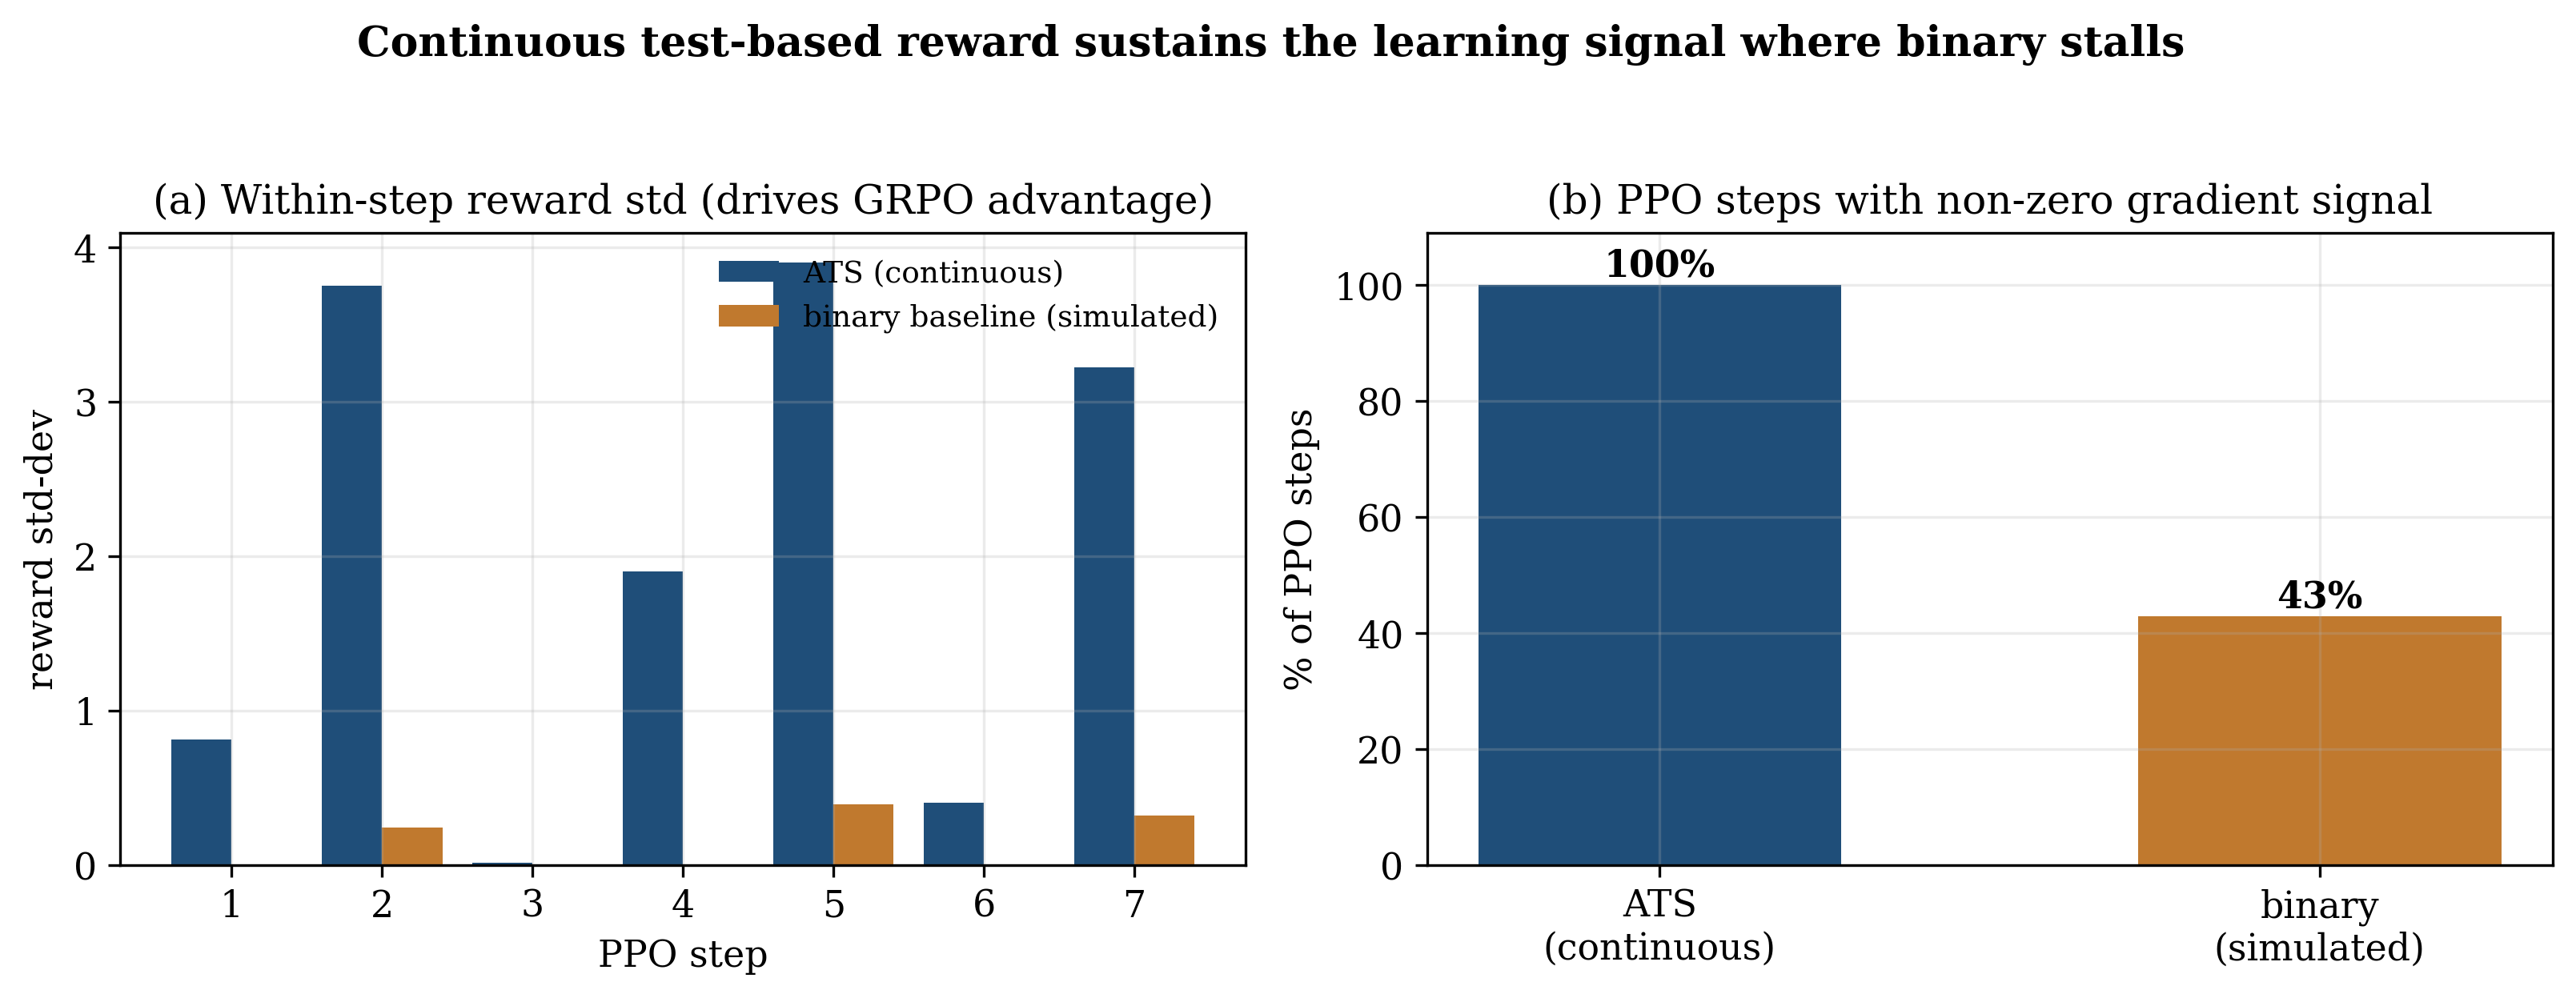 Continuous test-based reward sustains the learning signal where binary stalls
(a) Within-step reward std (drives GRPO advantage)
reward std-dev
4
3
2
1
0
ATS (continuous)
binary baseline (simulated)
1 2 3 4 5 6 7
PPO step
(b) PPO steps with non-zero gradient signal
% of PPO steps
100
80
60
40
20
0
100%
43%
ATS
(continuous)
binary
(simulated)